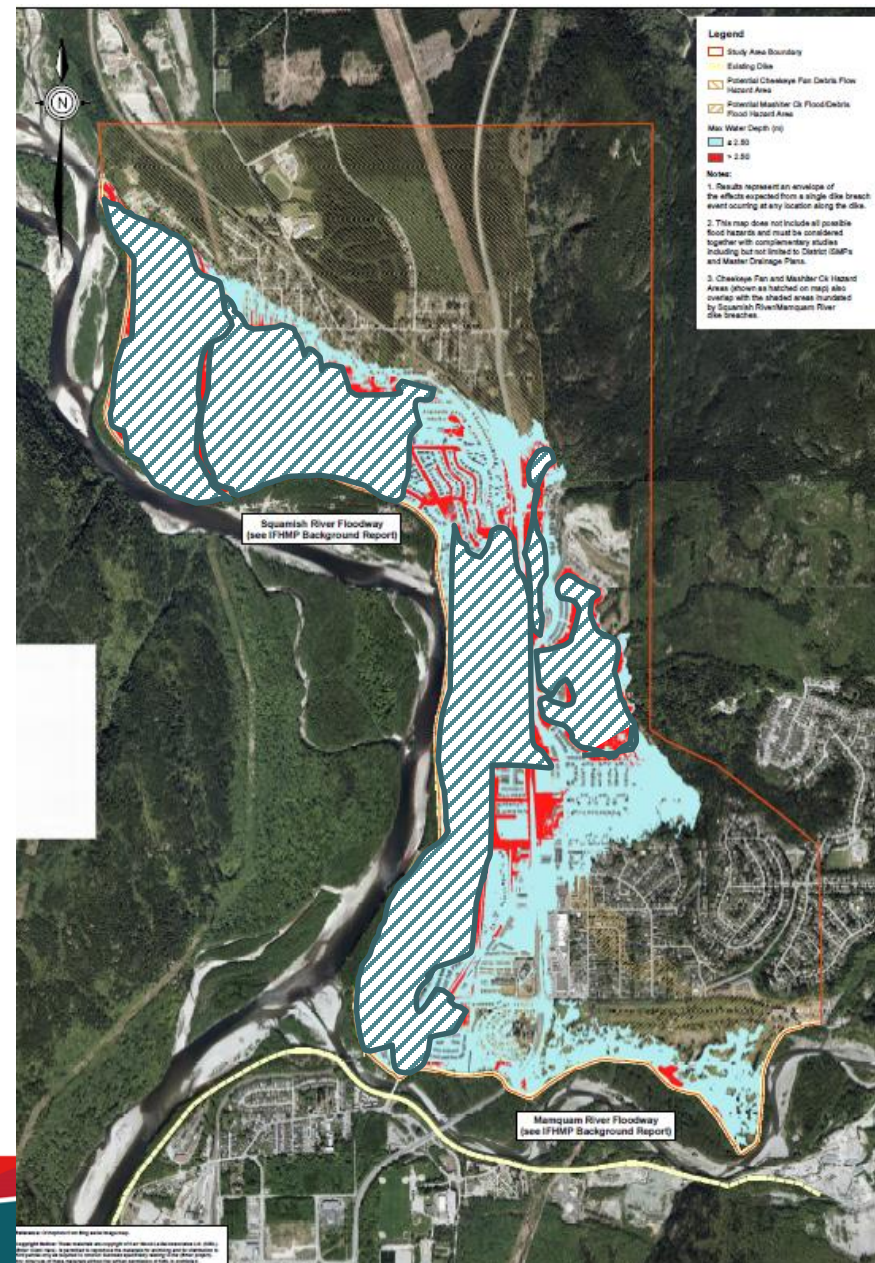 Legend
Study Area Boundary
Existing Dike
Potential Cheekeye Fan Debris Flow
Hazard Area
Potential Mashiter Ck Flood/Debris
Flood Hazard Area
Max Water Depth (m)
≤ 2.50
> 2.50
Notes:
1. Results represent an envelope of
the effects expected from a single dike breach
event occuring at any location along the dike.
2. This map does not include all possible
flood hazards and must be considered
together with complementary studies
including but not limited to District ISMPs
and Master Drainage Plans.
3. Cheekeye Fan and Mashiter Ck Hazard
Areas (shown as hatched on map) also
overlap with the shaded areas inundated
by Squamish River/Mamquam River
dike breaches.
N
Squamish River Floodway
(see IFHMP Background Report)
Mamquam River Floodway
(see IFHMP Background Report)